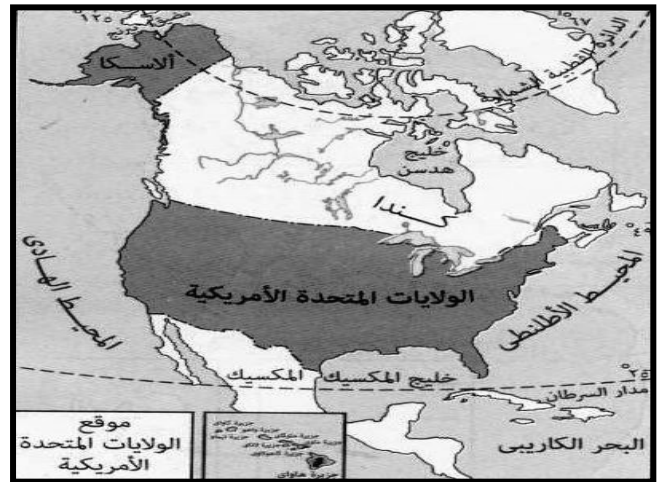 ألاسكا
الدائرة القطبية الشمالية
خليج
هدسن
كندا
المحيط الهادى
الولايات المتحدة الأمريكية
المحيط الأطلنطى
المكسيك
خليج المكسيك
مدار السرطان
البحر الكاريبى
موقع
الولايات المتحدة
الأمريكية
جزيرة هاواى